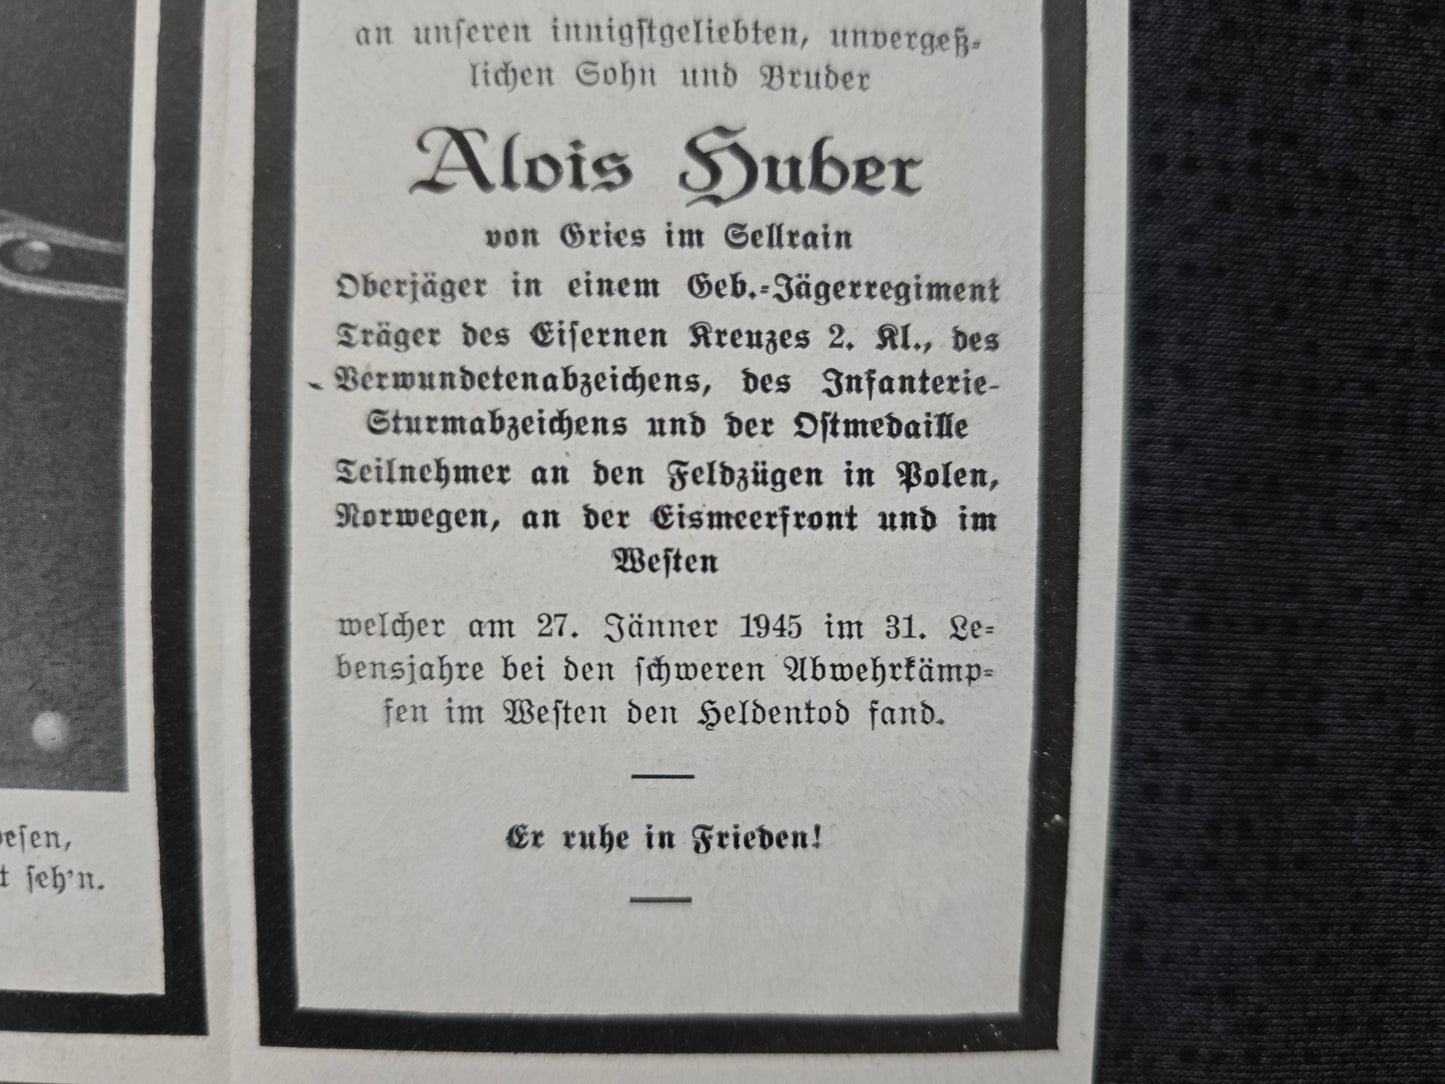 an unſeren innigſtgeliebten, unvergeß-
lichen Sohn und Bruder
Alois Huber
von Gries im Sellrain
Oberjäger in einem Geb.-Jägerregiment
Träger des Eiſernen Kreuzes 2. Kl., des
Verwundetenabzeichens, des Infanterie-
Sturmabzeichens und der Oſtmedaille
Teilnehmer an den Feldzügen in Polen,
Norwegen, an der Eismeerfront und im
Weſten
welcher am 27. Jänner 1945 im 31. Le-
bensjahre bei den ſchweren Abwehrkämp-
fen im Weſten den Heldentod fand.
Er ruhe in Frieden!
ſeh'n.